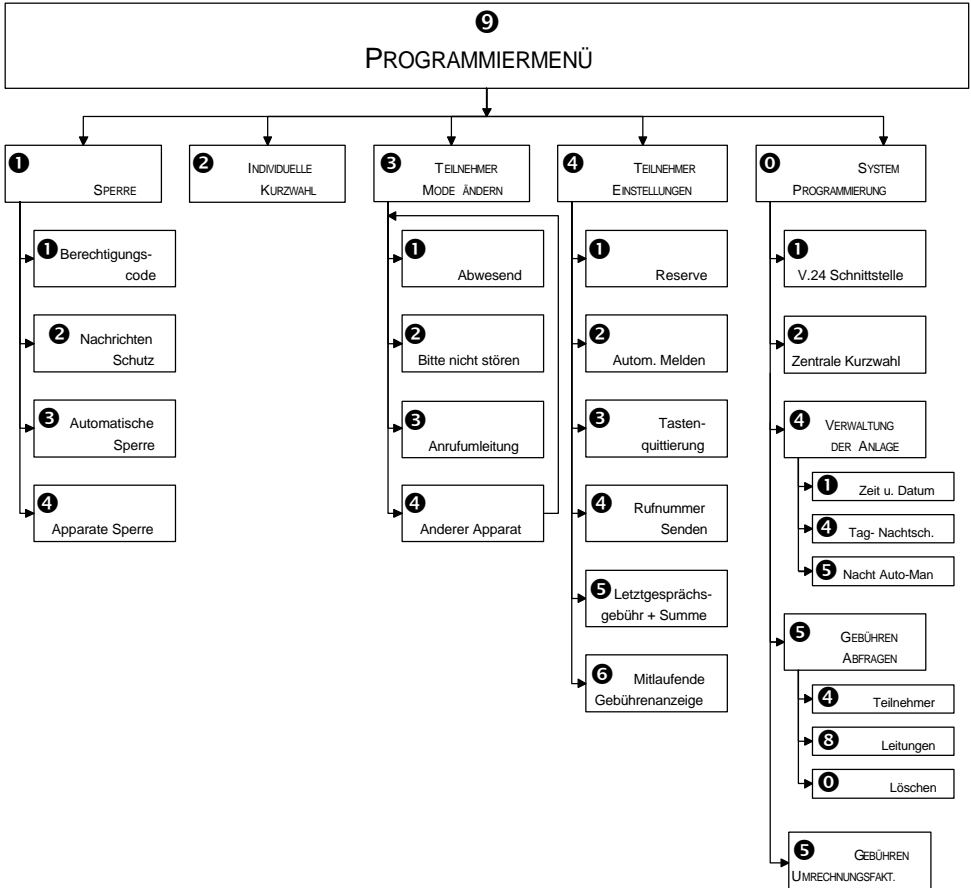 ❾
PROGRAMMIERMENÜ
❶ SPERRE
❶ Berechtigungs-
code
❷ Nachrichten
Schutz
❸ Automatische
Sperre
❹
Apparate Sperre
❷ INDIVIDUELLE
KURZWAHL
❸ TEILNEHMER
MODE ÄNDERN
❶
Abwesend
❷
Bitte nicht stören
❸
Anrufumleitung
❹
Anderer Apparat
❹ TEILNEHMER
EINSTELLUNGEN
❶
Reserve
❷
Autom. Melden
❸ Tasten-
quittierung
❹ Rufnummer
Senden
❺ Letztgesprächs-
gebühr + Summe
❻ Mitlaufende
Gebührenanzeige
⓿ SYSTEM
PROGRAMMIERUNG
❶
V.24 Schnittstelle
❷
Zentrale Kurzwahl
❹ VERWALTUNG
DER ANLAGE
❶ Zeit u. Datum
❹ Tag- Nachtsch.
❺ Nacht Auto-Man
❺ GEBÜHREN
ABFRAGEN
❹ Teilnehmer
❽ Leitungen
⓿ Löschen
❺ GEBÜHREN
UMRECHNUNGSFAKT.